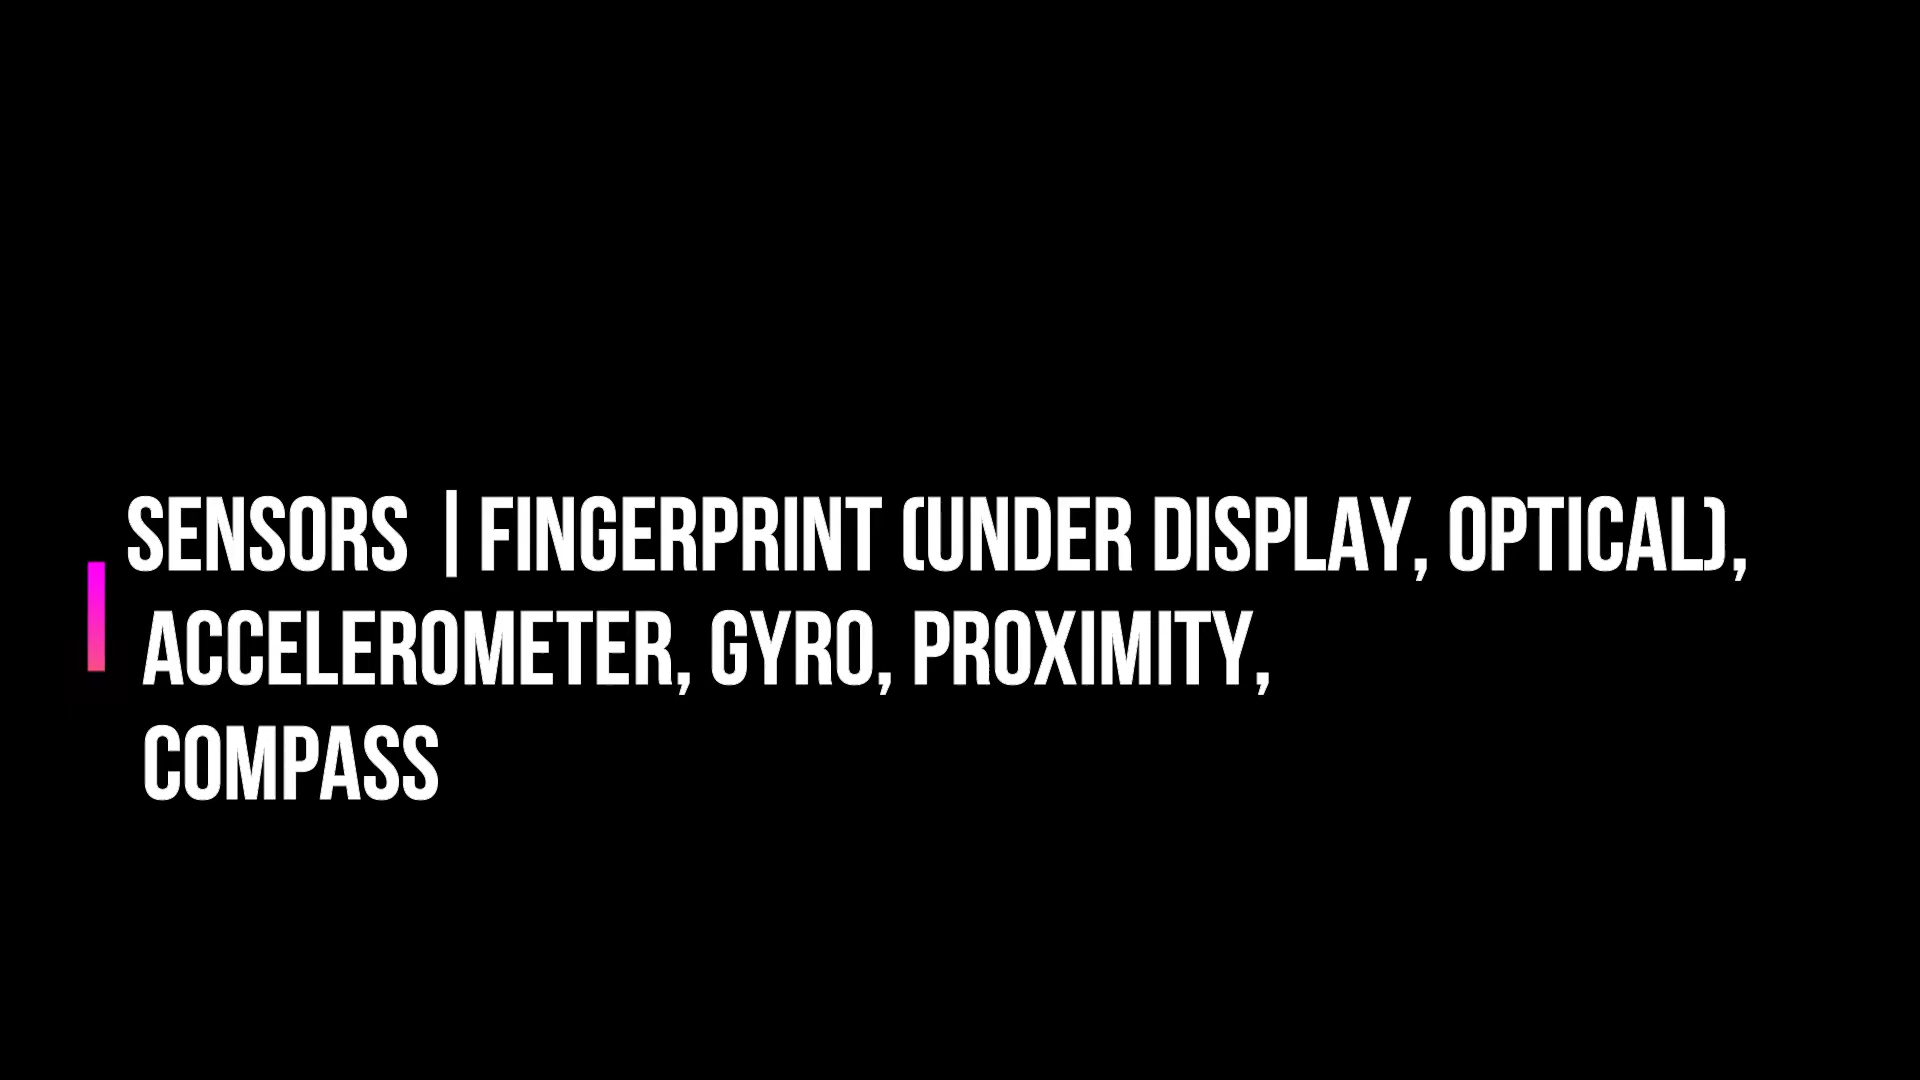 SENSORS | FINGERPRINT (UNDER DISPLAY, OPTICAL),
ACCELEROMETER, GYRO, PROXIMITY,
COMPASS